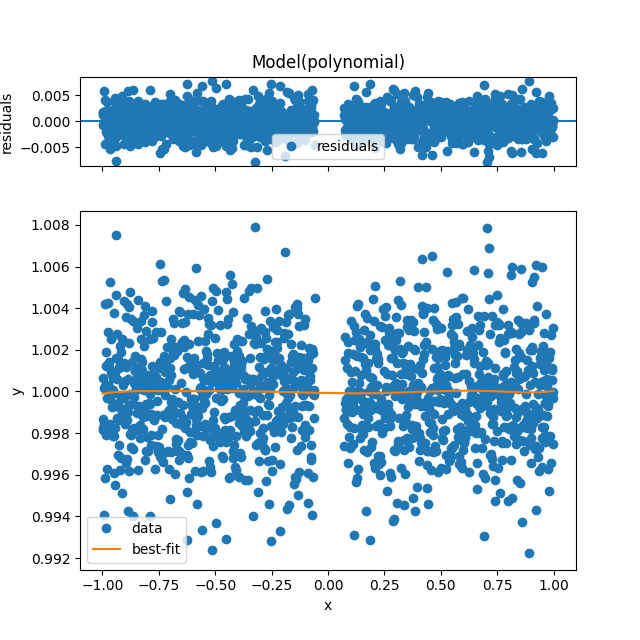 Model(polynomial)
0.005
0.000
−0.005
residuals
residuals
1.008
1.006
1.004
1.002
1.000
0.998
0.996
0.994
0.992
y
data
best-fit
−1.00 −0.75 −0.50 −0.25 0.00 0.25 0.50 0.75 1.00
x